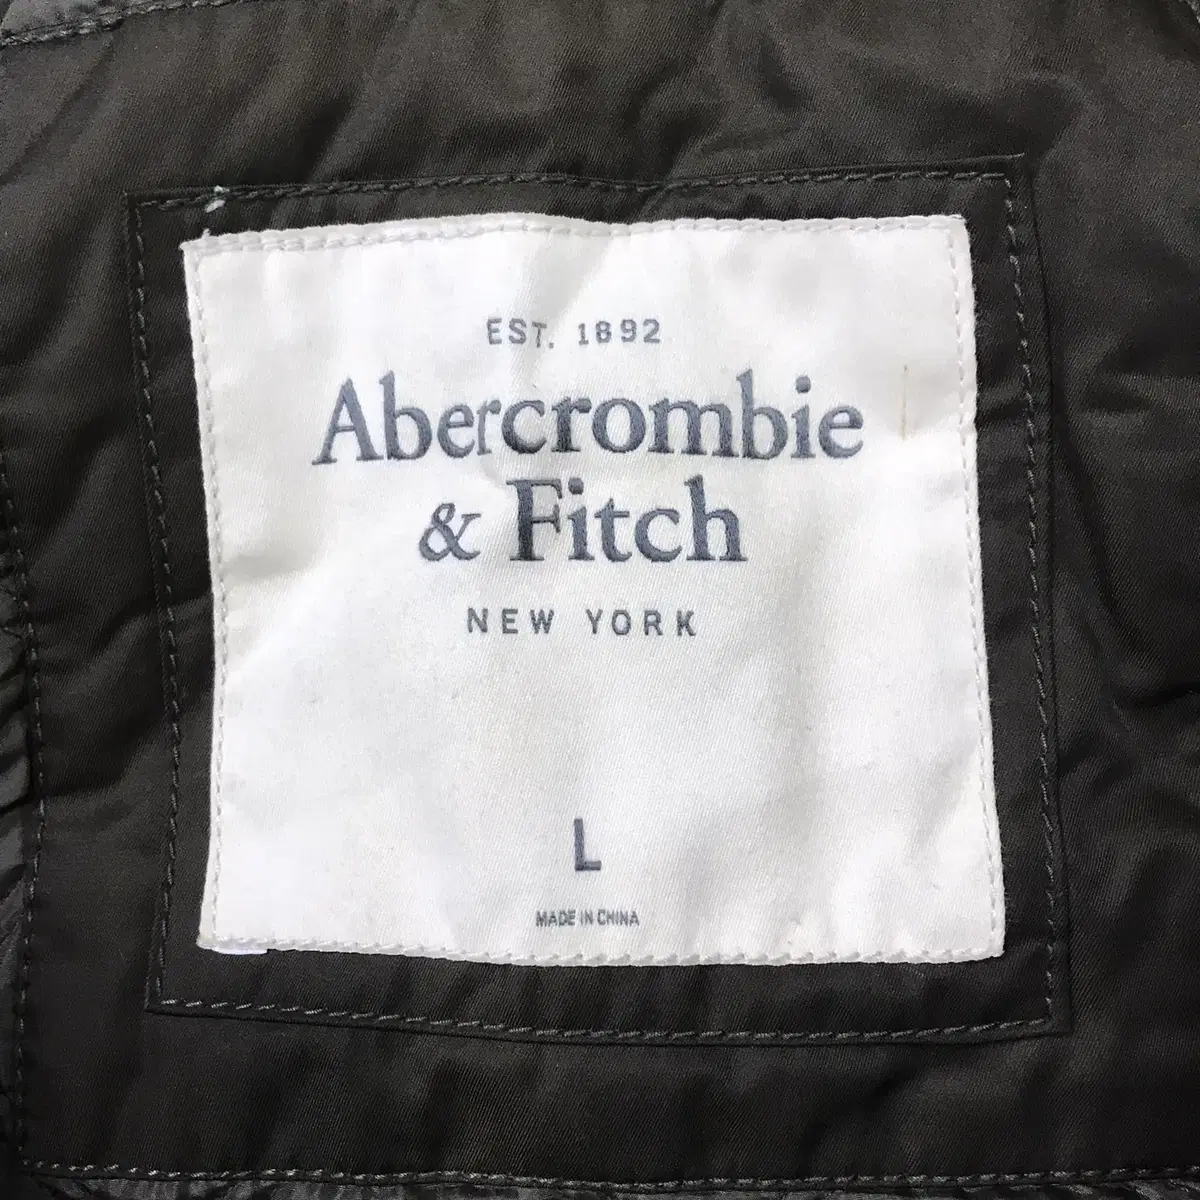 EST. 1892
Abercrombie
& Fitch
NEW YORK
L
MADE IN CHINA